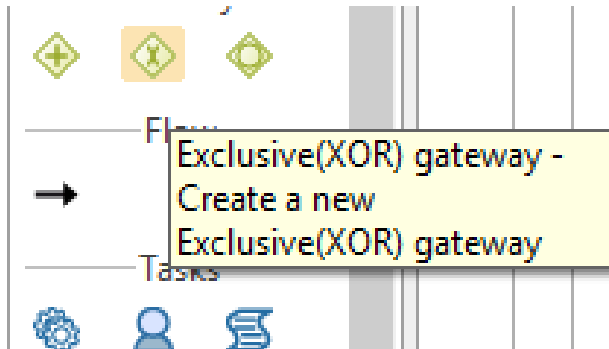 Exclusive(XOR) gateway -
Create a new
Exclusive(XOR) gateway
Tasks